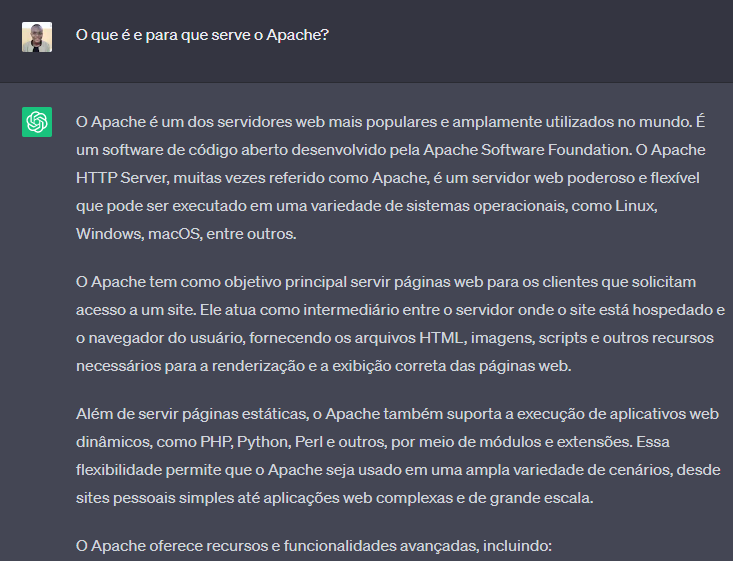 O que é e para que serve o Apache?
O Apache é um dos servidores web mais populares e amplamente utilizados no mundo. É
um software de código aberto desenvolvido pela Apache Software Foundation. O Apache
HTTP Server, muitas vezes referido como Apache, é um servidor web poderoso e flexível
que pode ser executado em uma variedade de sistemas operacionais, como Linux,
Windows, macOS, entre outros.
O Apache tem como objetivo principal servir páginas web para os clientes que solicitam
acesso a um site. Ele atua como intermediário entre o servidor onde o site está hospedado e
o navegador do usuário, fornecendo os arquivos HTML, imagens, scripts e outros recursos
necessários para a renderização e a exibição correta das páginas web.
Além de servir páginas estáticas, o Apache também suporta a execução de aplicativos web
dinâmicos, como PHP, Python, Perl e outros, por meio de módulos e extensões. Essa
flexibilidade permite que o Apache seja usado em uma ampla variedade de cenários, desde
sites pessoais simples até aplicações web complexas e de grande escala.
O Apache oferece recursos e funcionalidades avançadas, incluindo: